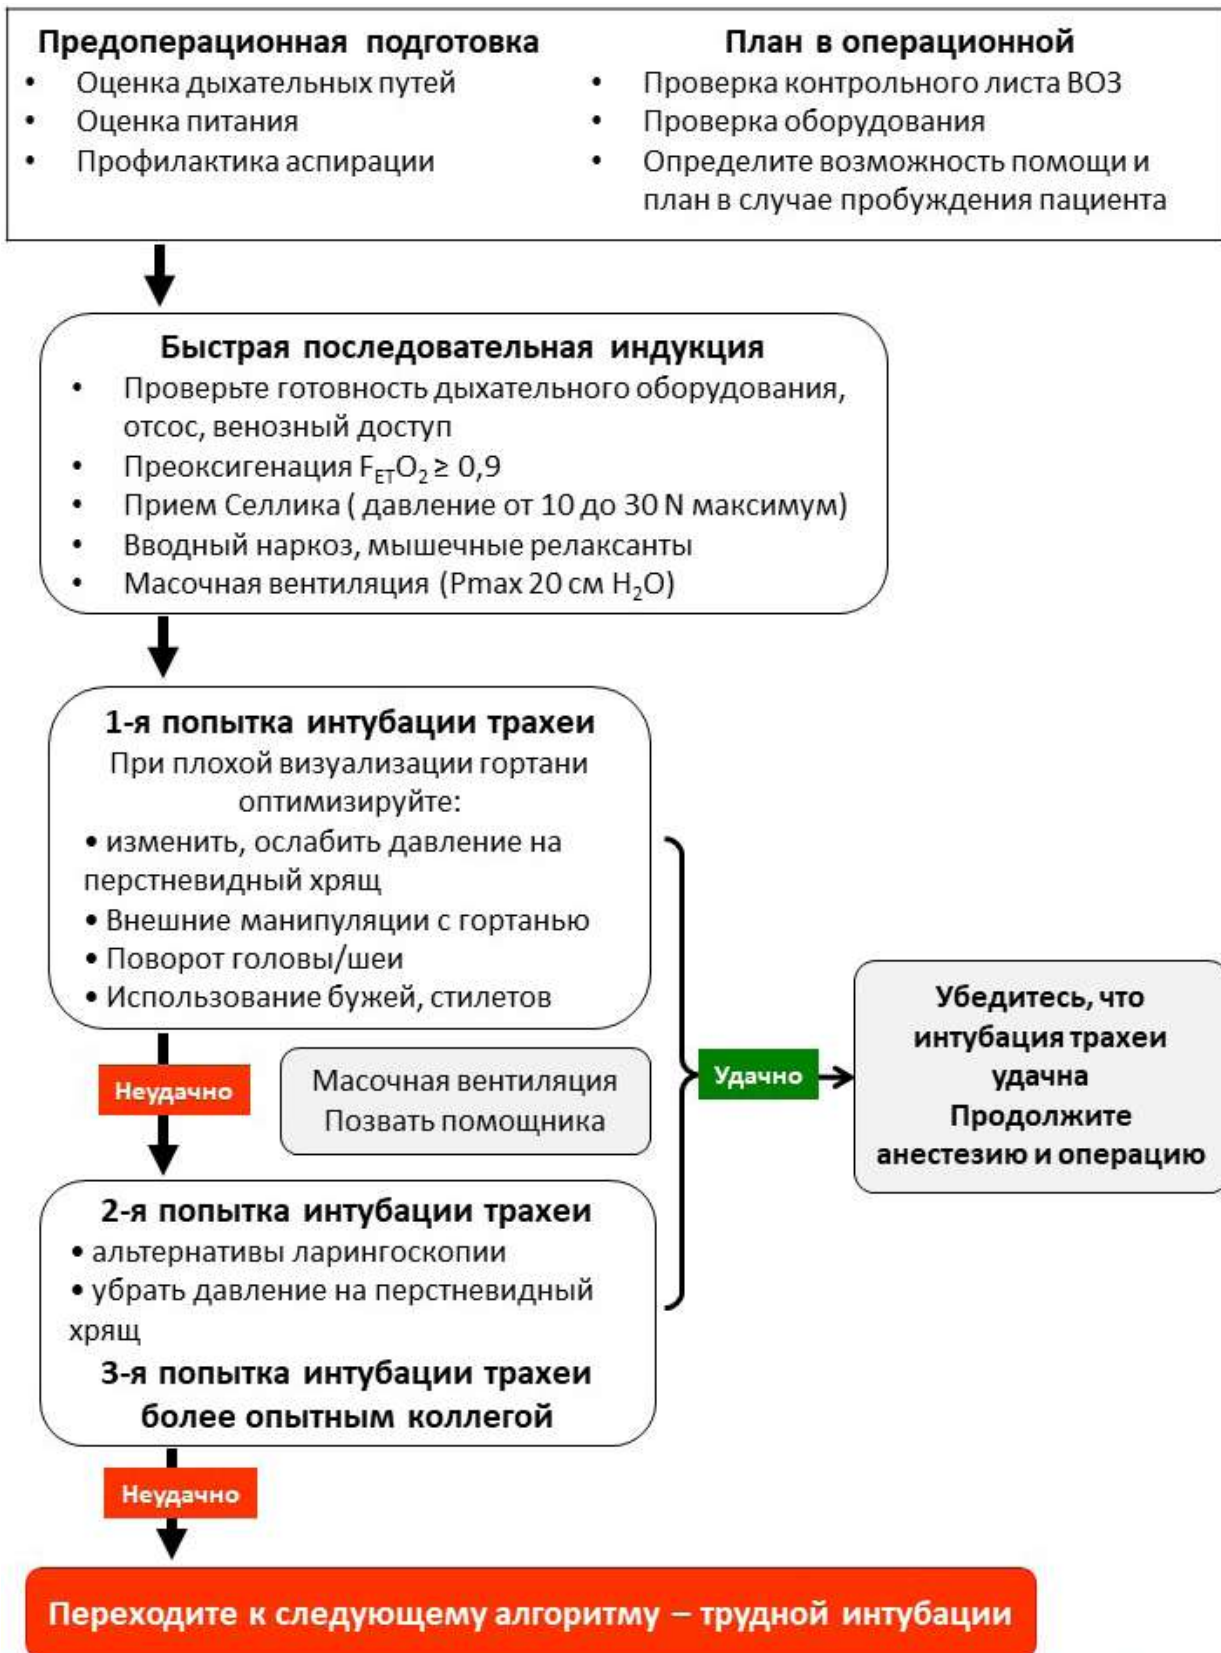 Предоперационная подготовка
• Оценка дыхательных путей
• Оценка питания
• Профилактика аспирации
План в операционной
• Проверка контрольного листа ВОЗ
• Проверка оборудования
• Определите возможность помощи и
план в случае пробуждения пациента
Быстрая последовательная индукция
• Проверьте готовность дыхательного оборудования,
отсос, венозный доступ
• Преоксигенация FETO2 ≥ 0,9
• Прием Селлика ( давление от 10 до 30 N максимум)
• Вводный наркоз, мышечные релаксанты
• Масочная вентиляция (Pmax 20 см H2O)
1-я попытка интубации трахеи
При плохой визуализации гортани
оптимизируйте:
• изменить, ослабить давление на
перстневидный хрящ
• Внешние манипуляции с гортанью
• Поворот головы/шеи
• Использование бужей, стилетов
Неудачно
Масочная вентиляция
Позвать помощника
Удачно
Убедитесь, что
интубация трахеи
удачна
Продолжите
анестезию и операцию
2-я попытка интубации трахеи
• альтернативы ларингоскопии
• убрать давление на перстневидный
хрящ
3-я попытка интубации трахеи
более опытным коллегой
Неудачно
Переходите к следующему алгоритму – трудной интубации